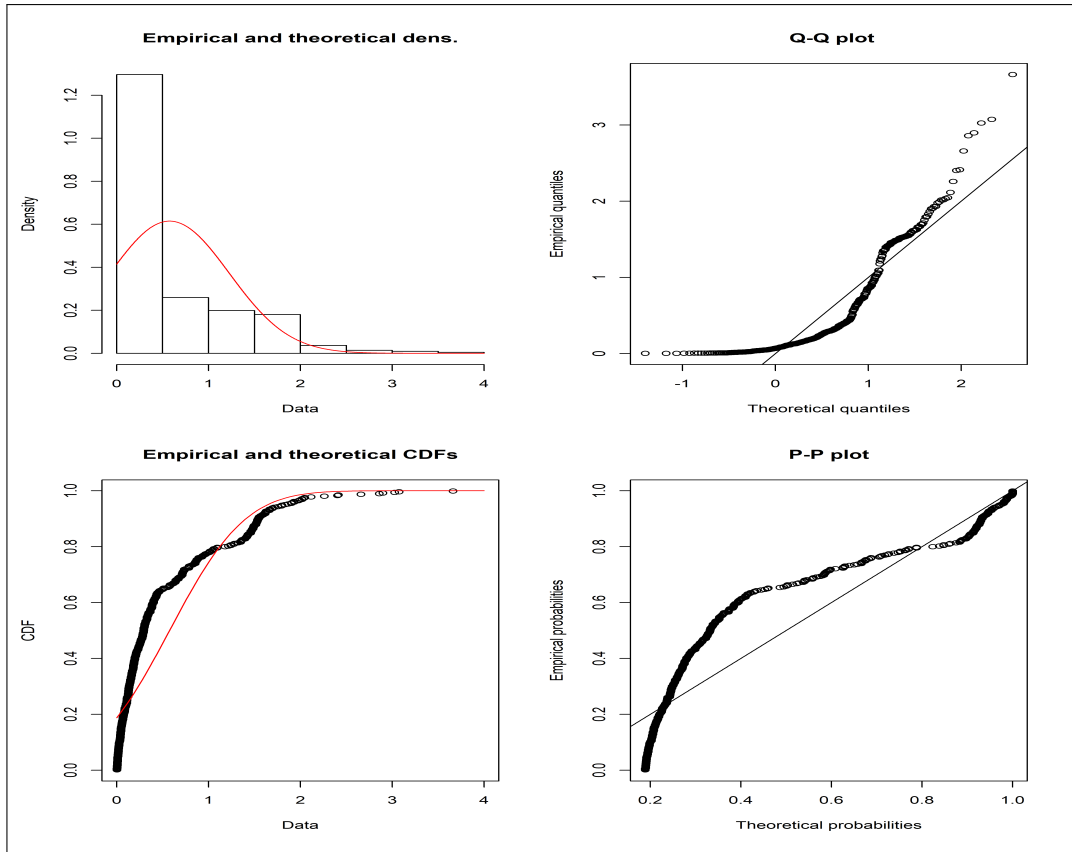 Empirical and theoretical dens.
Density
0.0 0.2 0.4 0.6 0.8 1.0 1.2
0 1 2 3 4
Data
Q-Q plot
Empirical quantiles
0 1 2 3
-1 0 1 2
Theoretical quantiles
Empirical and theoretical CDFs
CDF
0.0 0.2 0.4 0.6 0.8 1.0
0 1 2 3 4
Data
P-P plot
Empirical probabilities
0.0 0.2 0.4 0.6 0.8 1.0
0.2 0.4 0.6 0.8 1.0
Theoretical probabilities